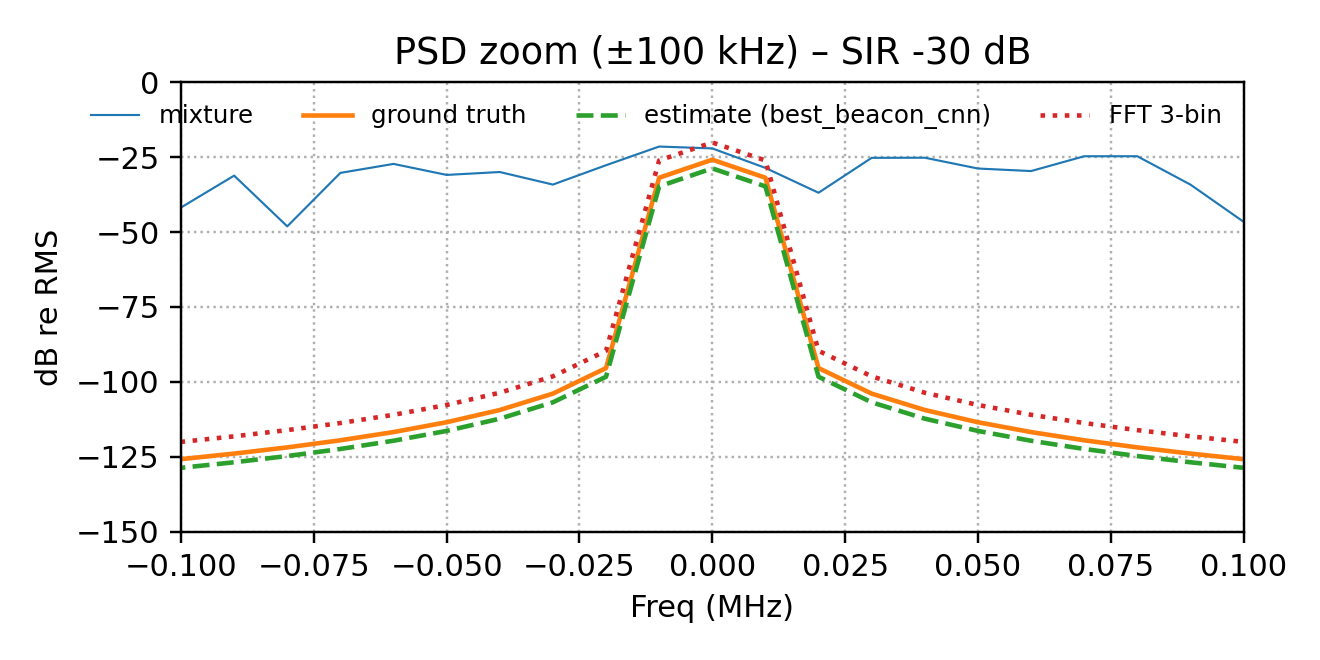 PSD zoom (±100 kHz) – SIR -30 dB
mixture ground truth estimate (best_beacon_cnn) FFT 3-bin
0
−25
−50
−75
−100
−125
−150
dB re RMS
−0.100 −0.075 −0.050 −0.025 0.000 0.025 0.050 0.075 0.100
Freq (MHz)